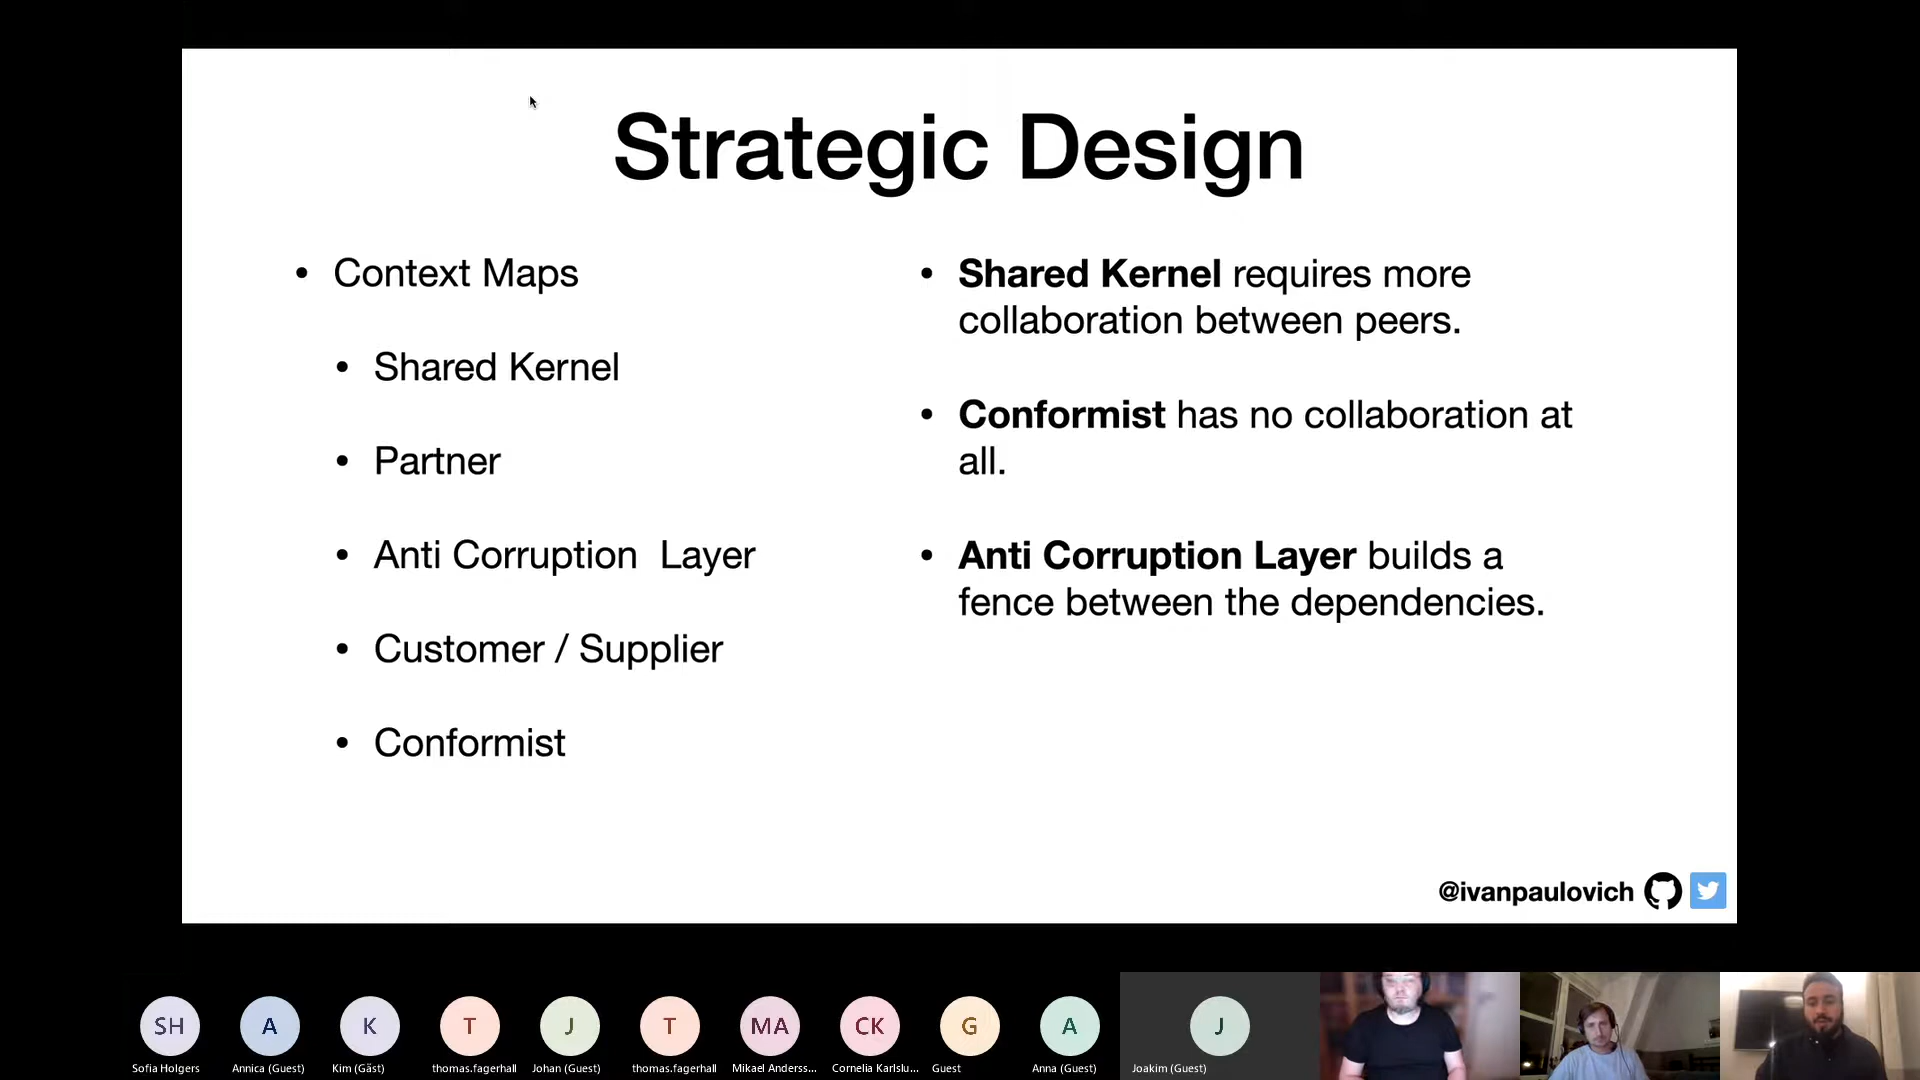 Strategic Design
• Context Maps
• Shared Kernel
• Partner
• Anti Corruption  Layer
• Customer / Supplier
• Conformist
• Shared Kernel requires more
collaboration between peers.
• Conformist has no collaboration at
all.
• Anti Corruption Layer builds a
fence between the dependencies.
@ivanpaulovich
SH
A
K
T
J
T
MA
CK
G
A
J
Sofia Holgers
Annica (Guest)
Kim (Gäst)
thomas.fagerhall
Johan (Guest)
thomas.fagerhall
Mikael Anderss...
Cornelia Karlslu...
Guest
Anna (Guest)
Joakim (Guest)